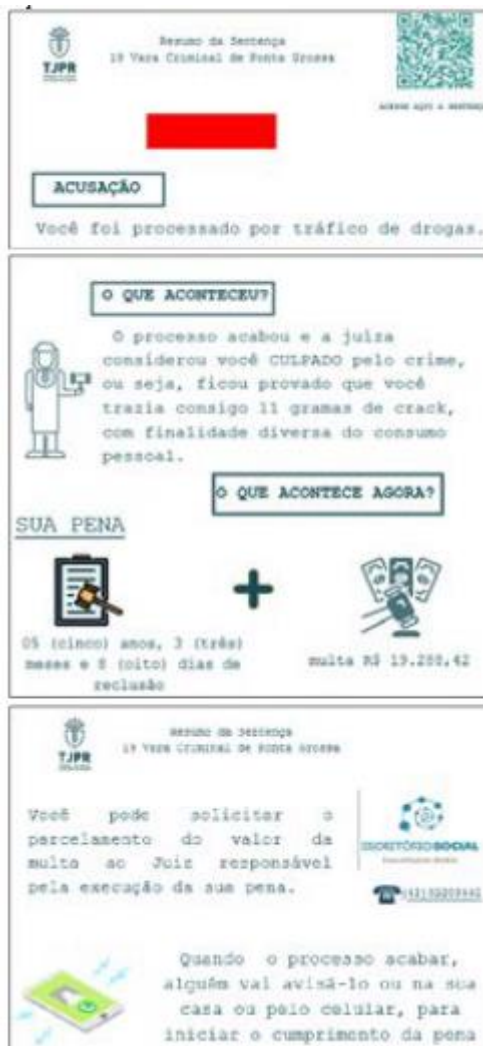 TJPR
Resumo da Sentença
1ª Vara Criminal de Ponta Grossa
ACESSE AQUI A SENTENÇA
ACUSAÇÃO
Você foi processado por tráfico de drogas.
O QUE ACONTECEU?
O processo acabou e a juíza
considerou você CULPADO pelo crime,
ou seja, ficou provado que você
trazia consigo 11 gramas de crack,
com finalidade diversa do consumo
pessoal.
O QUE ACONTECE AGORA?
SUA PENA
05 (cinco) anos, 3 (três)
meses e 8 (oito) dias de
reclusão
multa R$ 19.288,42
TJPR
Resumo da Sentença
1ª Vara Criminal de Ponta Grossa
Você pode solicitar o
parcelamento do valor da
multa ao Juiz responsável
pela execução da sua pena.
ESCRITÓRIO SOCIAL
Quando o processo acabar,
alguém vai avisá-lo ou na sua
casa ou pelo celular, para
iniciar o cumprimento da pena